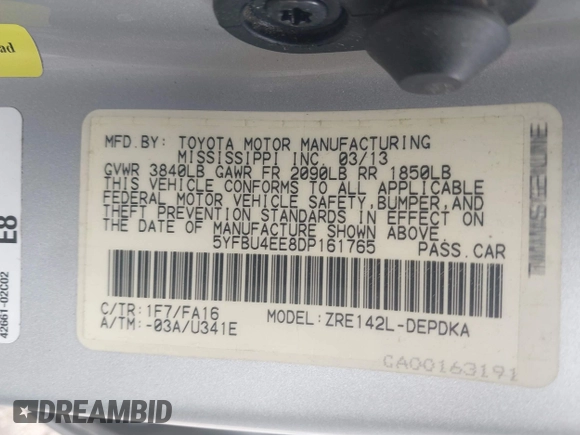 ad
MFD.BY: TOYOTA MOTOR MANUFACTURING
MISSISSIPPI INC. 03/13
GVWR 3840LB GAWR FR 2090LB RR 1850LB
THIS VEHICLE CONFORMS TO ALL APPLICABLE
FEDERAL MOTOR VEHICLE SAFETY,BUMPER,AND
THEFT PREVENTION STANDARDS IN EFFECT ON
THE DATE OF MANUFACTURE SHOWN ABOVE.
5YFBU4EE8DP161765 PASS.CAR
C/TR:1F7/FA16
A/TM:-03A/U341E
MODEL:ZRE142L-DEPDKA
CA00163191
E8
42661-02C02
DREAMBID